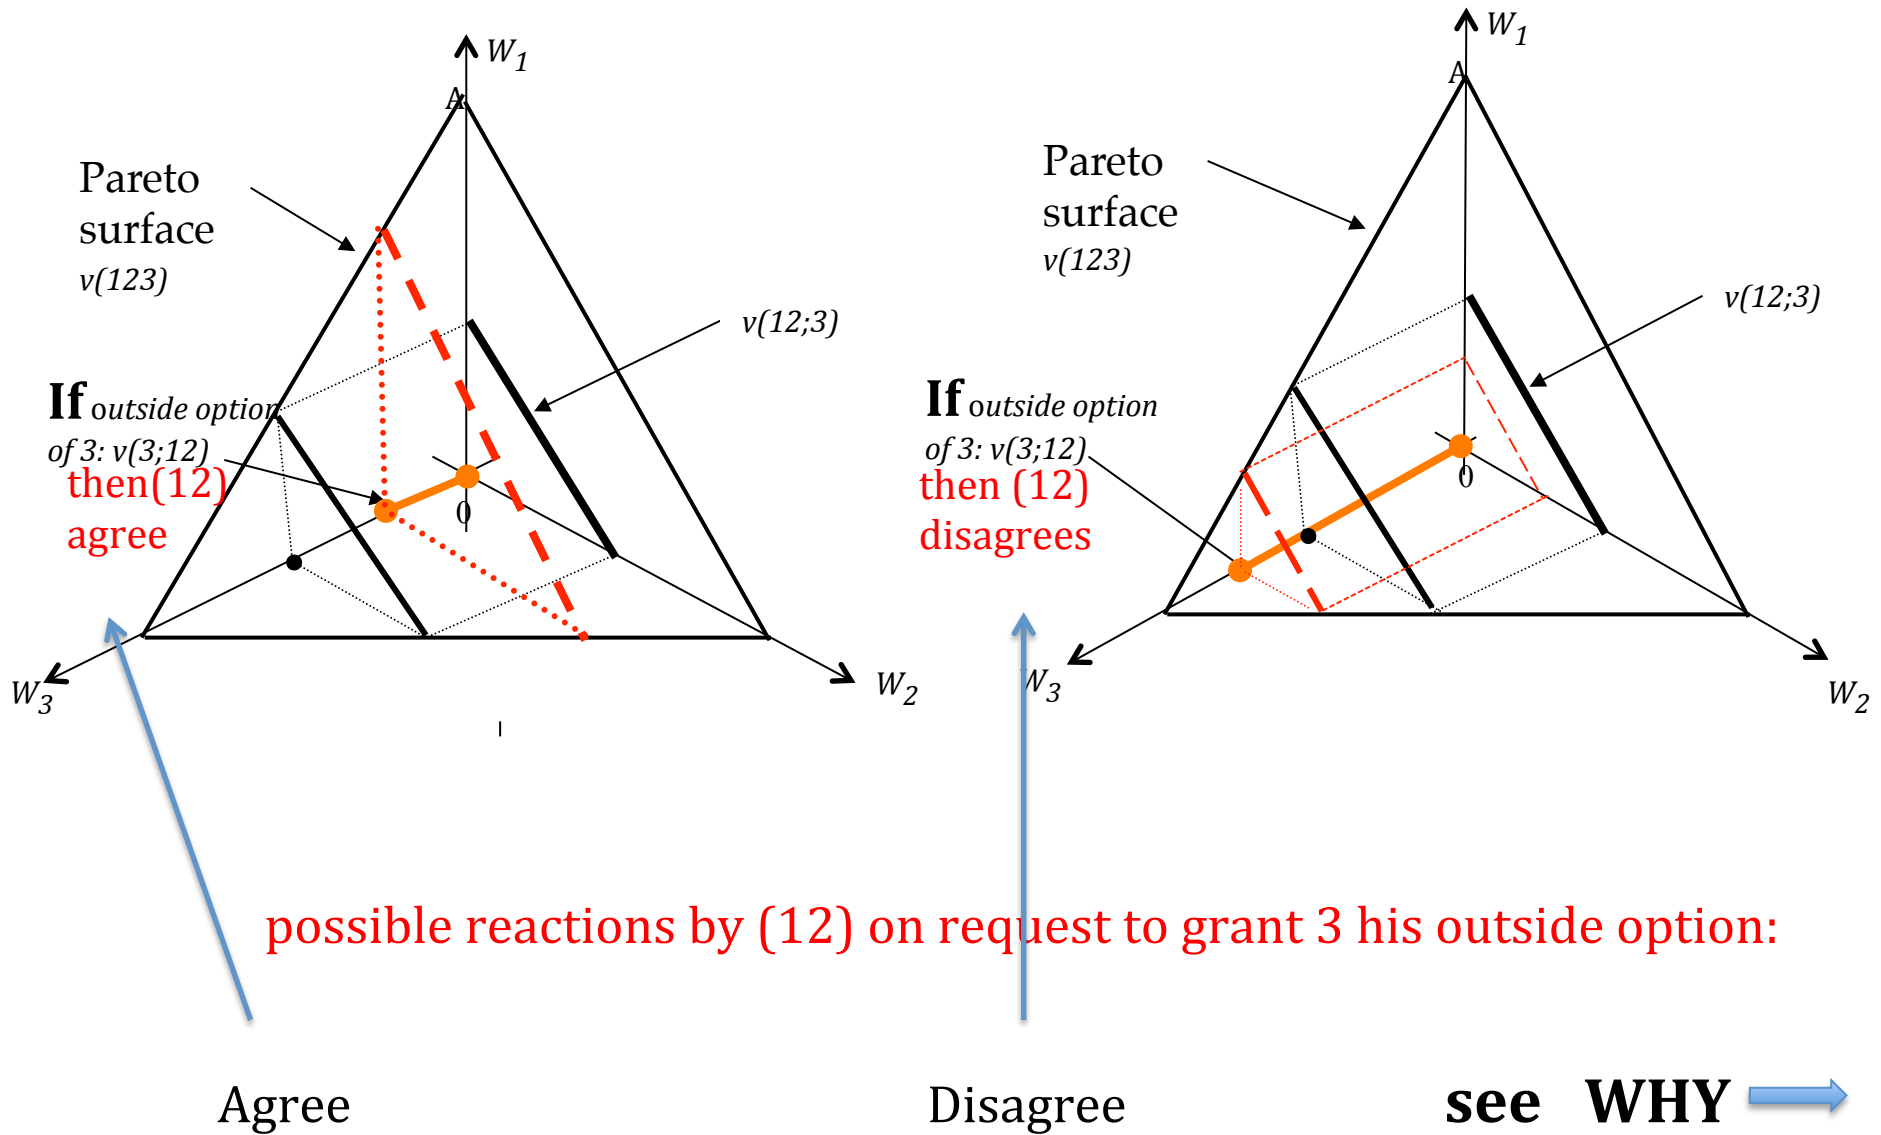 W1
A
Pareto
surface
v(123)
v(12;3)
If outside option
of 3: v(3;12)
then(12)
agree
0
W3
W2
W1
A
Pareto
surface
v(123)
v(12;3)
If outside option
of 3: v(3;12)
then (12)
disagrees
0
W3
W2
possible reactions by (12) on request to grant 3 his outside option:
Agree
Disagree
see WHY